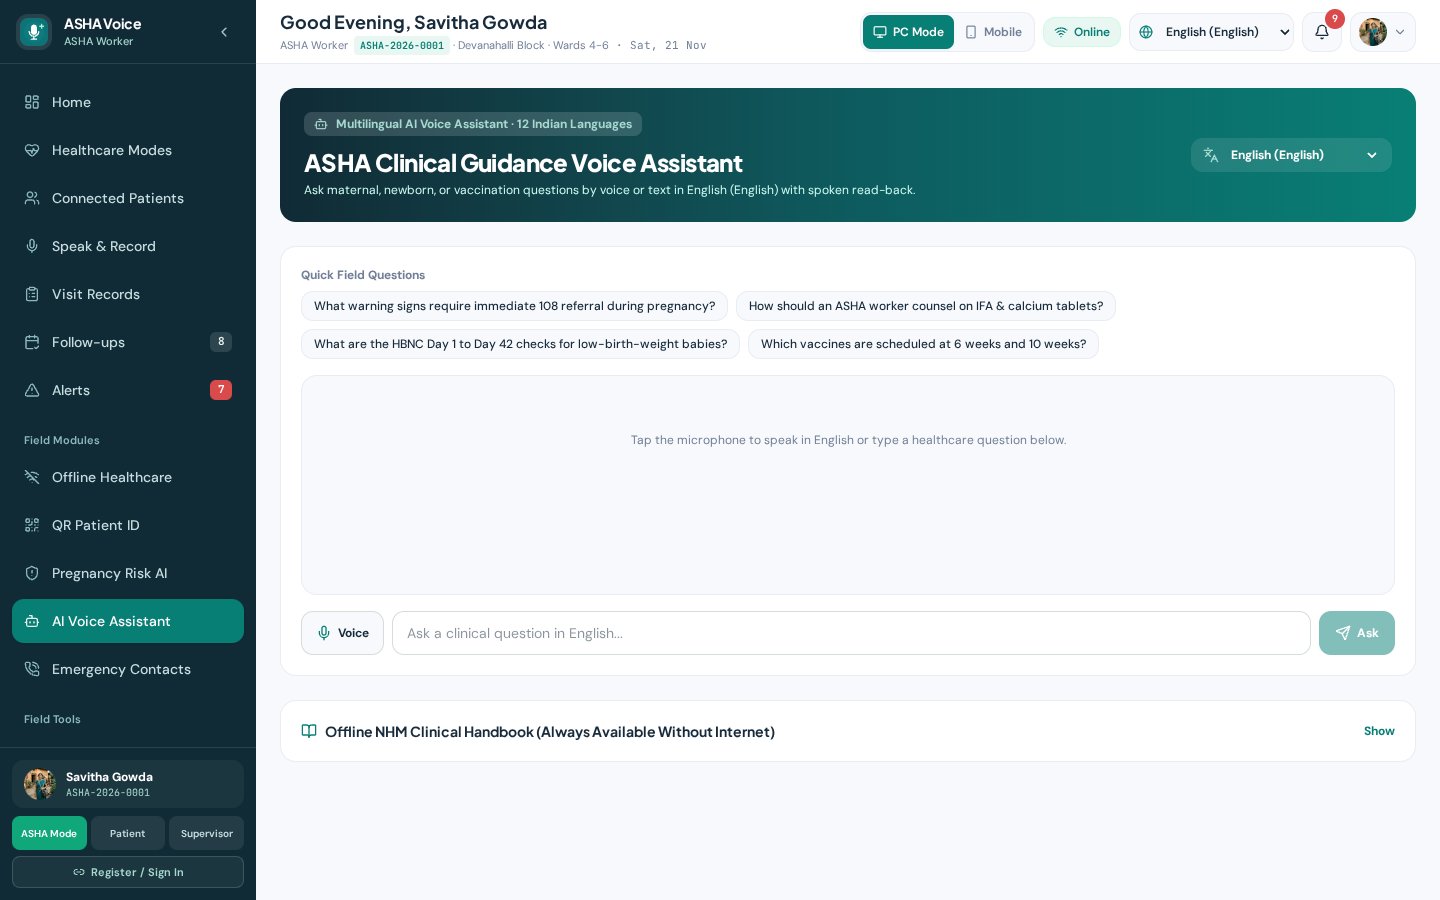 ASHA Voice
ASHA Worker
Home
Healthcare Modes
Connected Patients
Speak & Record
Visit Records
Follow-ups 8
Alerts 7
Field Modules
Offline Healthcare
QR Patient ID
Pregnancy Risk AI
AI Voice Assistant
Emergency Contacts
Field Tools
Savitha Gowda
ASHA-2026-0001
ASHA Mode Patient Supervisor
Register / Sign In
Good Evening, Savitha Gowda
ASHA Worker ASHA-2026-0001 · Devanahalli Block · Wards 4-6 · Sat, 21 Nov
PC Mode Mobile Online English (English) 9
Multilingual AI Voice Assistant · 12 Indian Languages
ASHA Clinical Guidance Voice Assistant
Ask maternal, newborn, or vaccination questions by voice or text in English (English) with spoken read-back.
English (English)
Quick Field Questions
What warning signs require immediate 108 referral during pregnancy? How should an ASHA worker counsel on IFA & calcium tablets?
What are the HBNC Day 1 to Day 42 checks for low-birth-weight babies? Which vaccines are scheduled at 6 weeks and 10 weeks?
Tap the microphone to speak in English or type a healthcare question below.
Voice Ask a clinical question in English... Ask
Offline NHM Clinical Handbook (Always Available Without Internet) Show